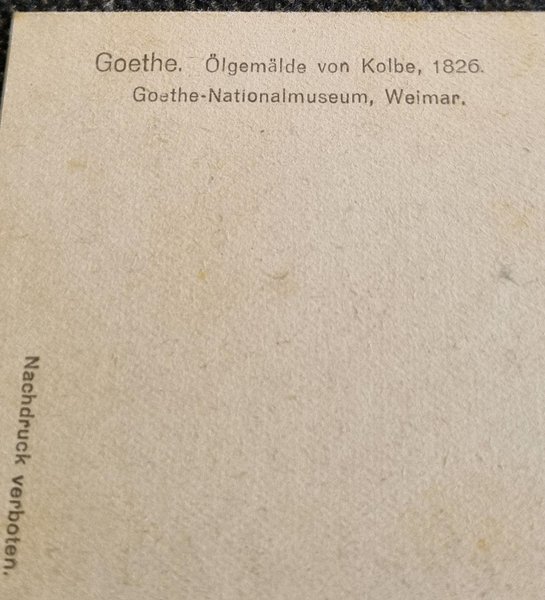 Goethe. Ölgemälde von Kolbe, 1826.
Goethe-Nationalmuseum, Weimar.
Nachdruck verboten.